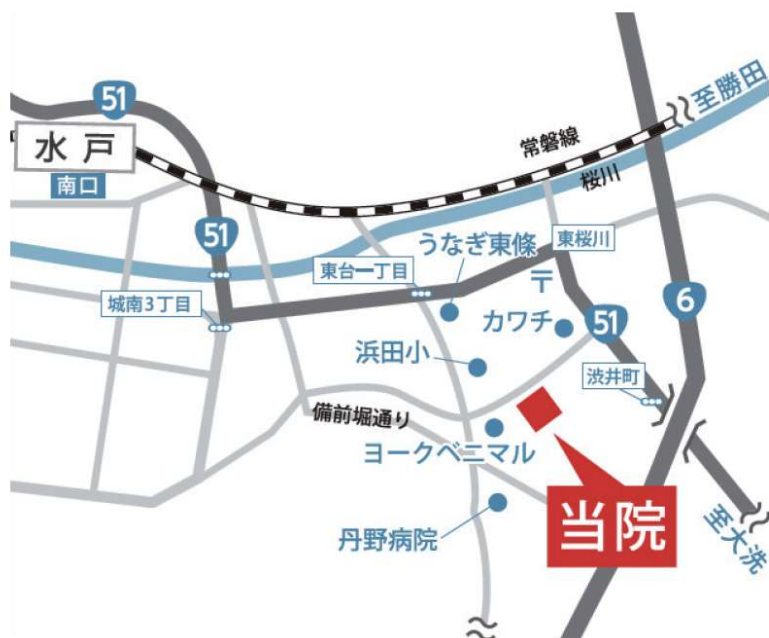 51
至勝田
水戸
常磐線
南口
桜川
51
うなぎ東條
東桜川
東台一丁目
〒
城南3丁目
カワチ
51
6
浜田小
渋井町
備前堀通り
ヨークベニマル
当院
丹野病院
至大洗